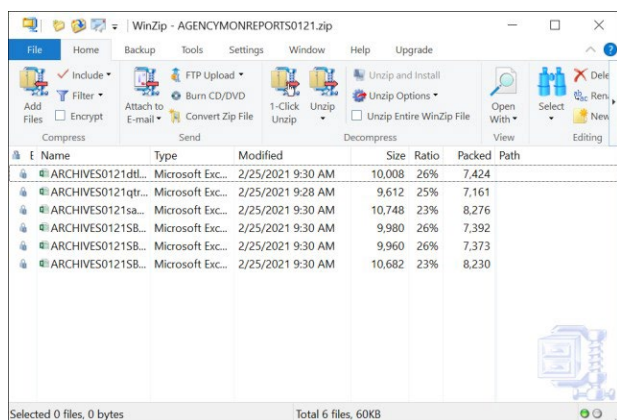 WinZip - AGENCYMONREPORTS0121.zip
File Home Backup Tools Settings Window Help Upgrade
Add Files
Include
Filter
Encrypt
Compress
Attach to E-mail
FTP Upload
Burn CD/DVD
Convert Zip File
Send
1-Click Unzip
Unzip
Unzip and Install
Unzip Options
Unzip Entire WinZip File
Decompress
Open With
View
Select
Dele
Ren
New
Editing
E Name Type Modified Size Ratio Packed Path
ARCHIVES0121dtl... Microsoft Exc... 2/25/2021 9:30 AM 10,008 26% 7,424
ARCHIVES0121qtr... Microsoft Exc... 2/25/2021 9:28 AM 9,612 25% 7,161
ARCHIVES0121sa... Microsoft Exc... 2/25/2021 9:30 AM 10,748 23% 8,276
ARCHIVES0121SB... Microsoft Exc... 2/25/2021 9:30 AM 9,980 26% 7,392
ARCHIVES0121SB... Microsoft Exc... 2/25/2021 9:30 AM 9,960 26% 7,373
ARCHIVES0121SB... Microsoft Exc... 2/25/2021 9:30 AM 10,682 23% 8,230
Selected 0 files, 0 bytes Total 6 files, 60KB